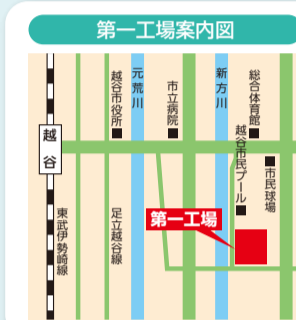 第一工場案内図
越谷
東武伊勢崎線
越谷市役所
足立越谷線
元荒川
市立病院
新方川
総合体育館
越谷市民プール
市民球場
第一工場